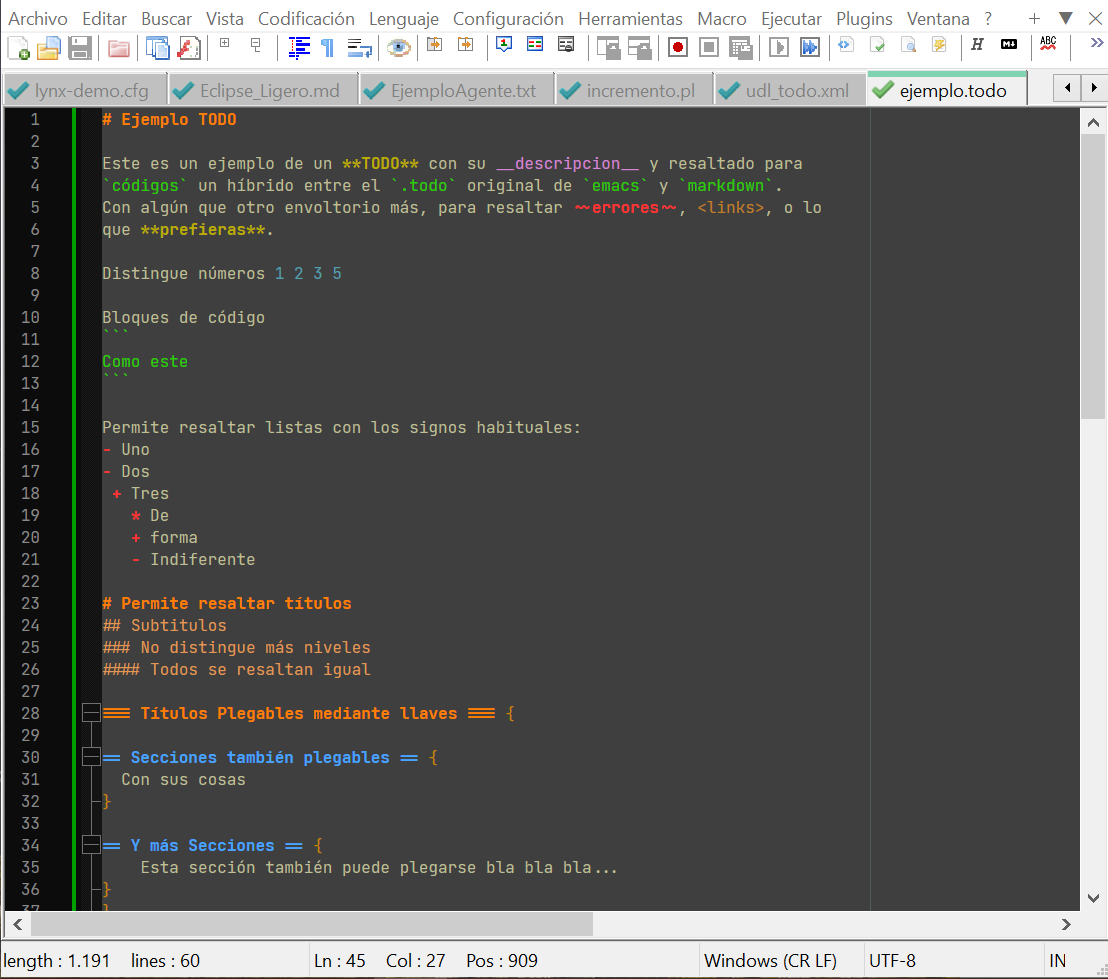 Archivo Editar Buscar Vista Codificación Lenguaje Configuración Herramientas Macro Ejecutar Plugins Ventana ? + ▼ X
H M↓ ABC »
lynx-demo.cfg Eclipse_Ligero.md EjemploAgente.txt incremento.pl udl_todo.xml ejemplo.todo
1 # Ejemplo TODO
2
3 Este es un ejemplo de un **TODO** con su __descripcion__ y resaltado para
4 `códigos` un híbrido entre el `.todo` original de `emacs` y `markdown`.
5 Con algún que otro envoltorio más, para resaltar ~~errores~~, <links>, o lo
6 que **prefieras**.
7
8 Distingue números 1 2 3 5
9
10 Bloques de código
11 ```
12 Como este
13 ```
14
15 Permite resaltar listas con los signos habituales:
16 - Uno
17 - Dos
18  + Tres
19    * De
20    + forma
21    - Indiferente
22
23 # Permite resaltar títulos
24 ## Subtitulos
25 ### No distingue más niveles
26 #### Todos se resaltan igual
27
28 === Títulos Plegables mediante llaves === {
29
30 == Secciones también plegables == {
31   Con sus cosas
32 }
33
34 == Y más Secciones == {
35     Esta sección también puede plegarse bla bla bla...
36 }
37 }
length : 1.191 lines : 60 Ln : 45 Col : 27 Pos : 909 Windows (CR LF) UTF-8 IN